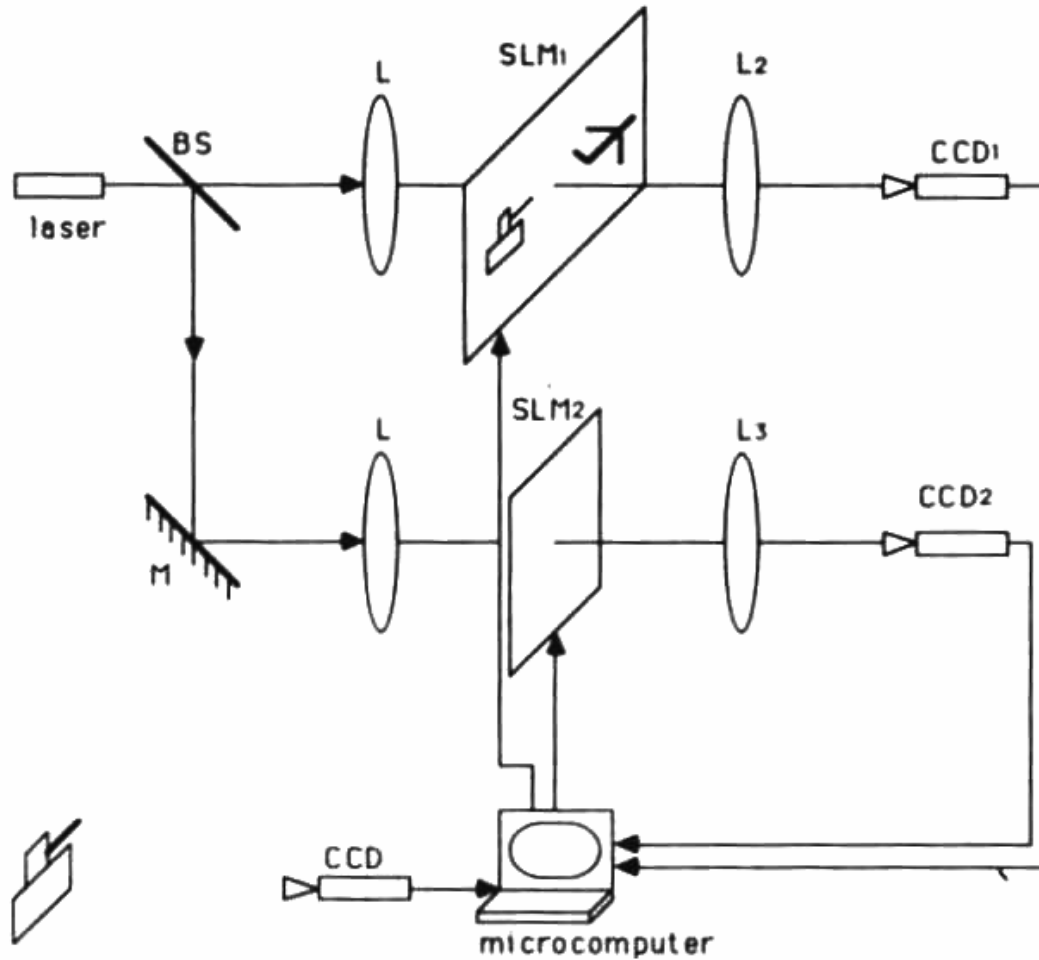 L
SLM1
L2
BS
CCD1
laser
SLM2
L
L3
CCD2
M
CCD
microcomputer